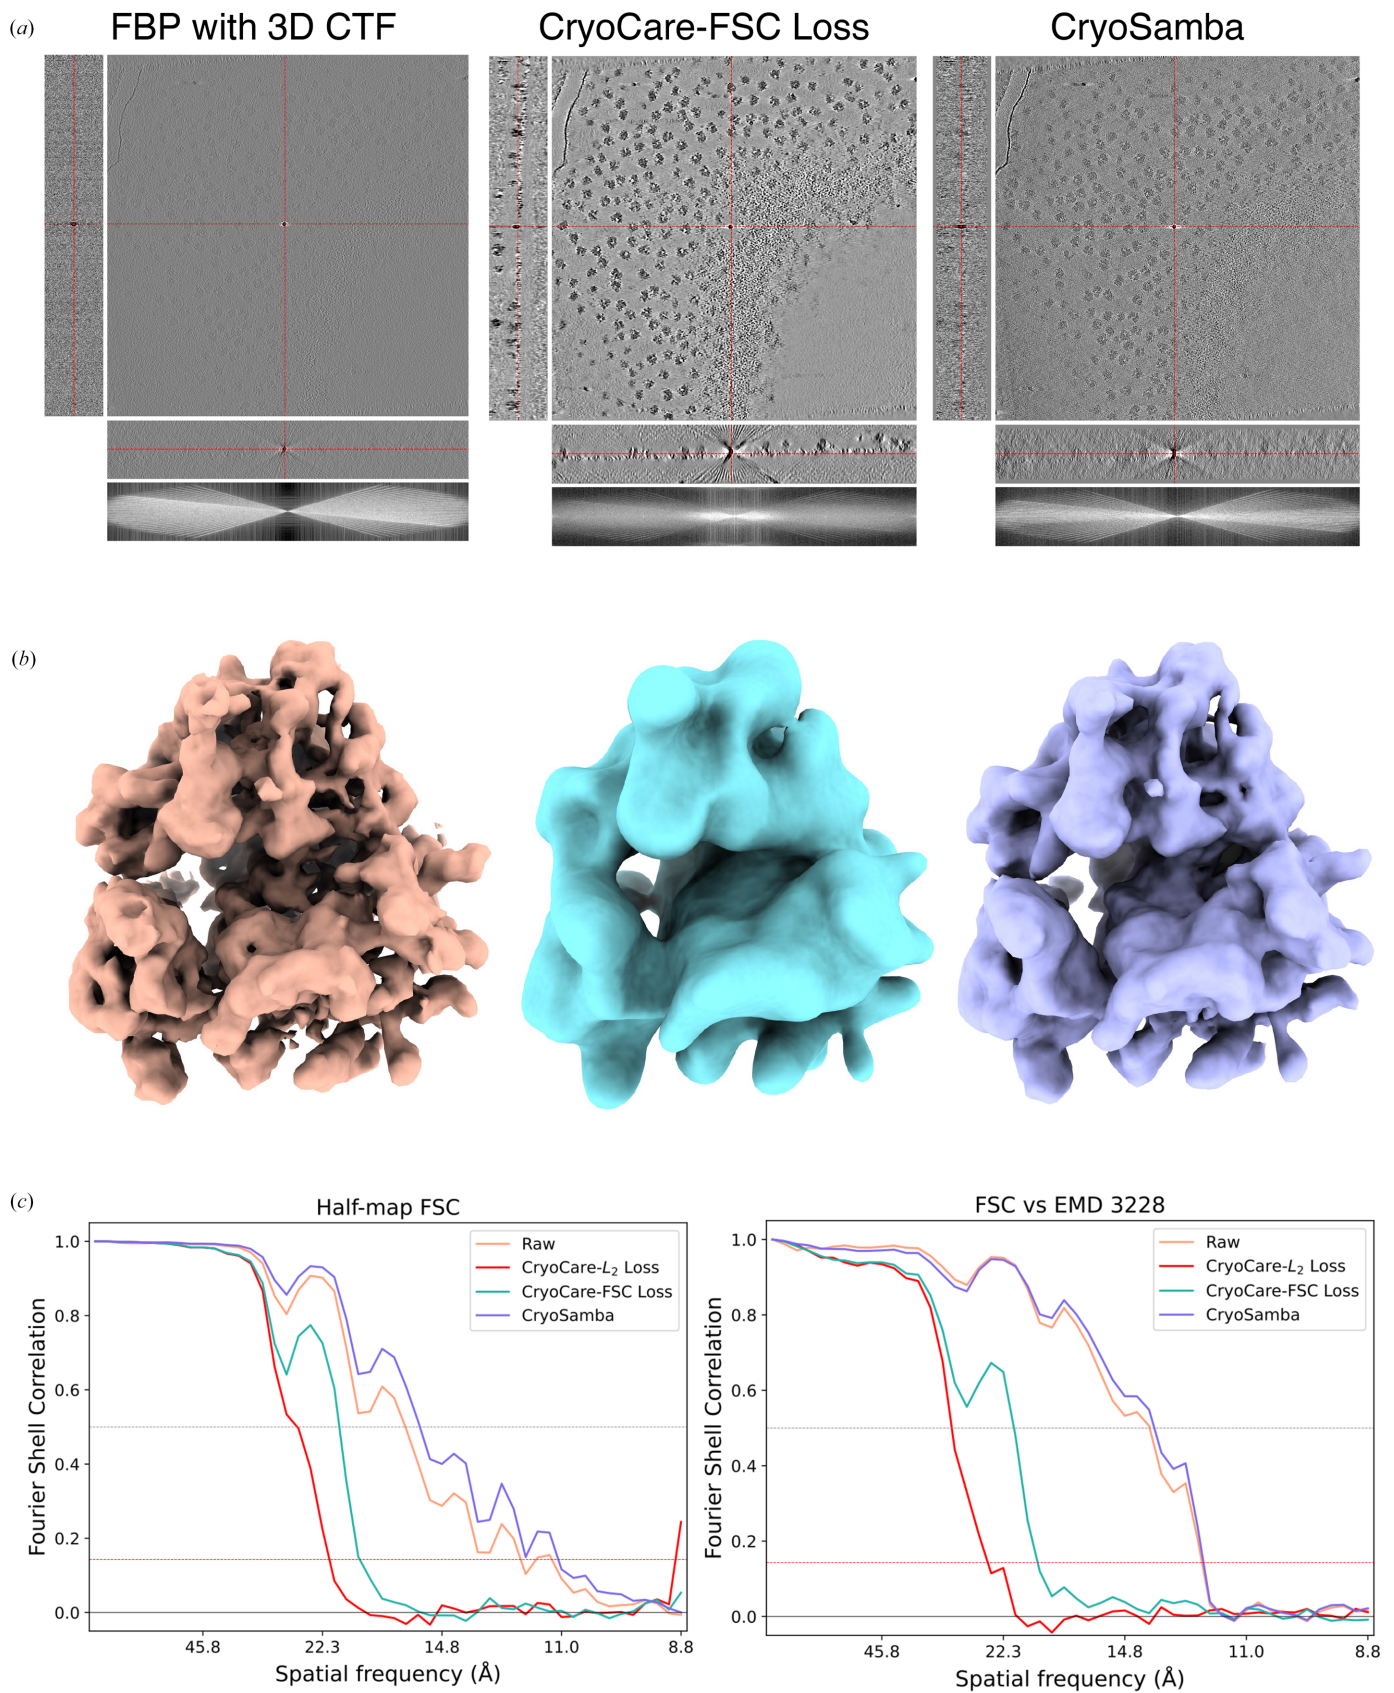 (a) FBP with 3D CTF CryoCare-FSC Loss CryoSamba
(b)
(c)
Half-map FSC
Fourier Shell Correlation
1.0
0.8
0.6
0.4
0.2
0.0
Raw
CryoCare-L2 Loss
CryoCare-FSC Loss
CryoSamba
45.8 22.3 14.8 11.0 8.8
Spatial frequency (Å)
FSC vs EMD 3228
Fourier Shell Correlation
1.0
0.8
0.6
0.4
0.2
0.0
Raw
CryoCare-L2 Loss
CryoCare-FSC Loss
CryoSamba
45.8 22.3 14.8 11.0 8.8
Spatial frequency (Å)